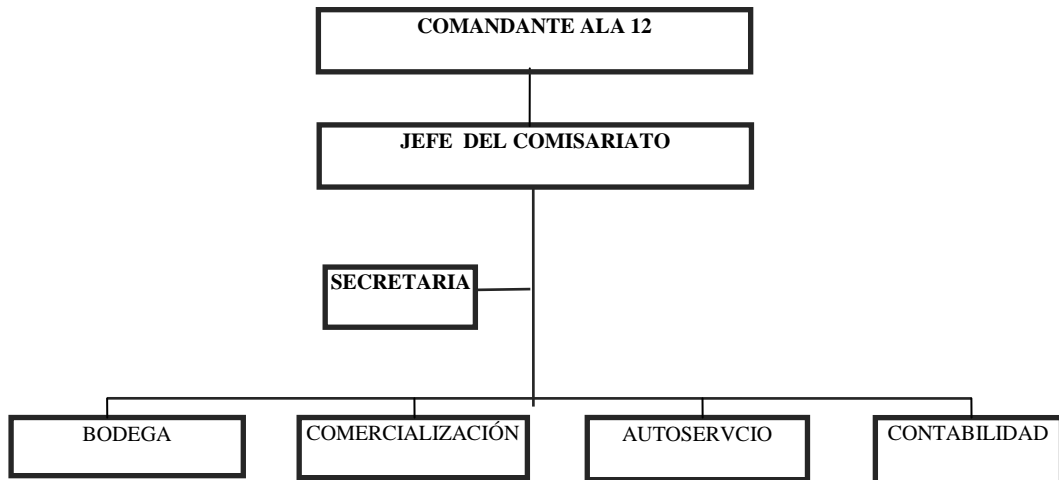 COMANDANTE ALA 12
JEFE DEL COMISARIATO
SECRETARIA
BODEGA
COMERCIALIZACIÓN
AUTOSERVCIO
CONTABILIDAD